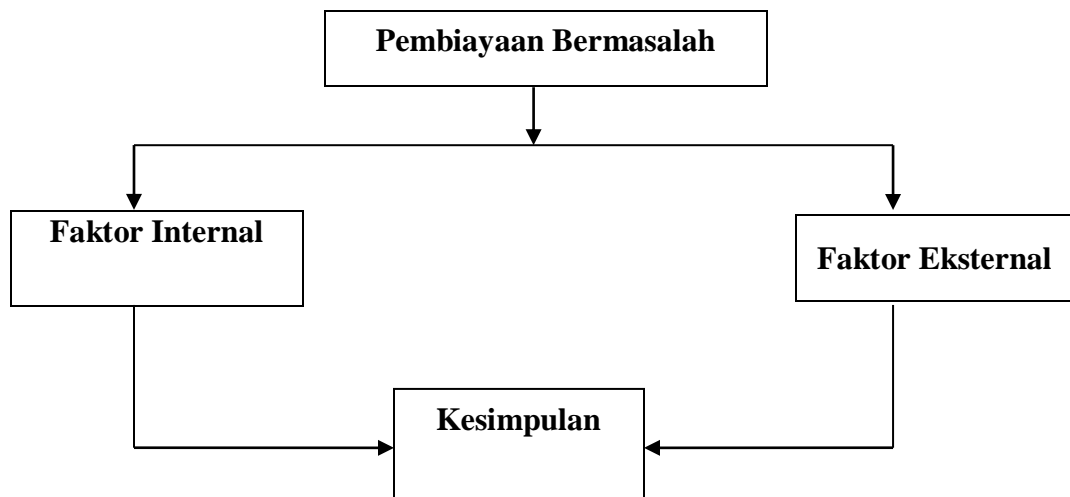 Pembiayaan Bermasalah
Faktor Internal
Faktor Eksternal
Kesimpulan